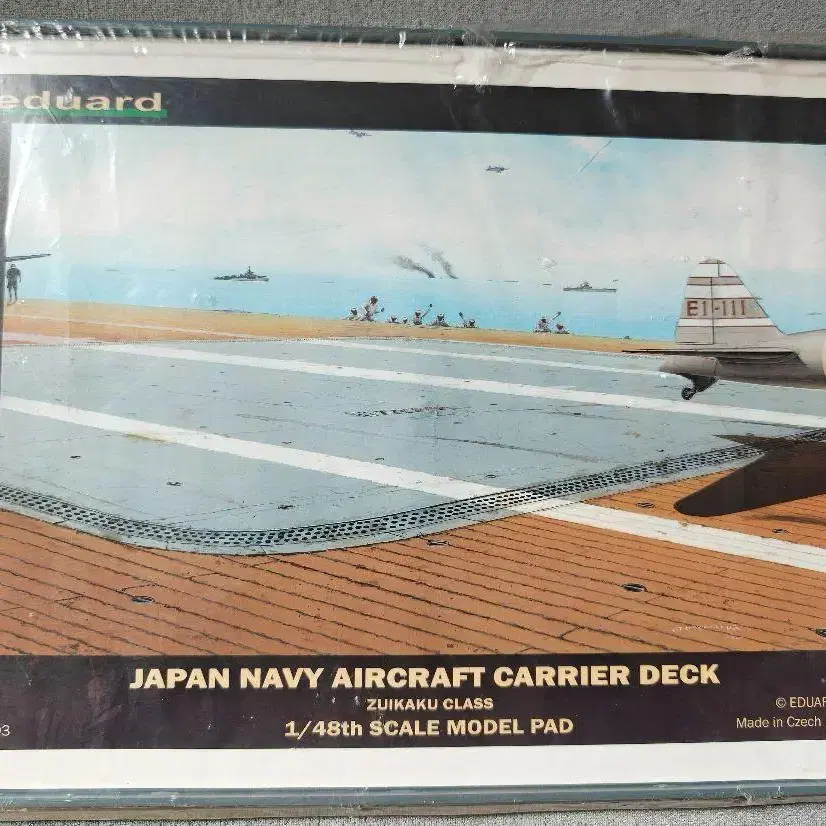 eduard
E1-111
JAPAN NAVY AIRCRAFT CARRIER DECK
ZUIKAKU CLASS
1/48th SCALE MODEL PAD
© EDUAR
Made in Czech